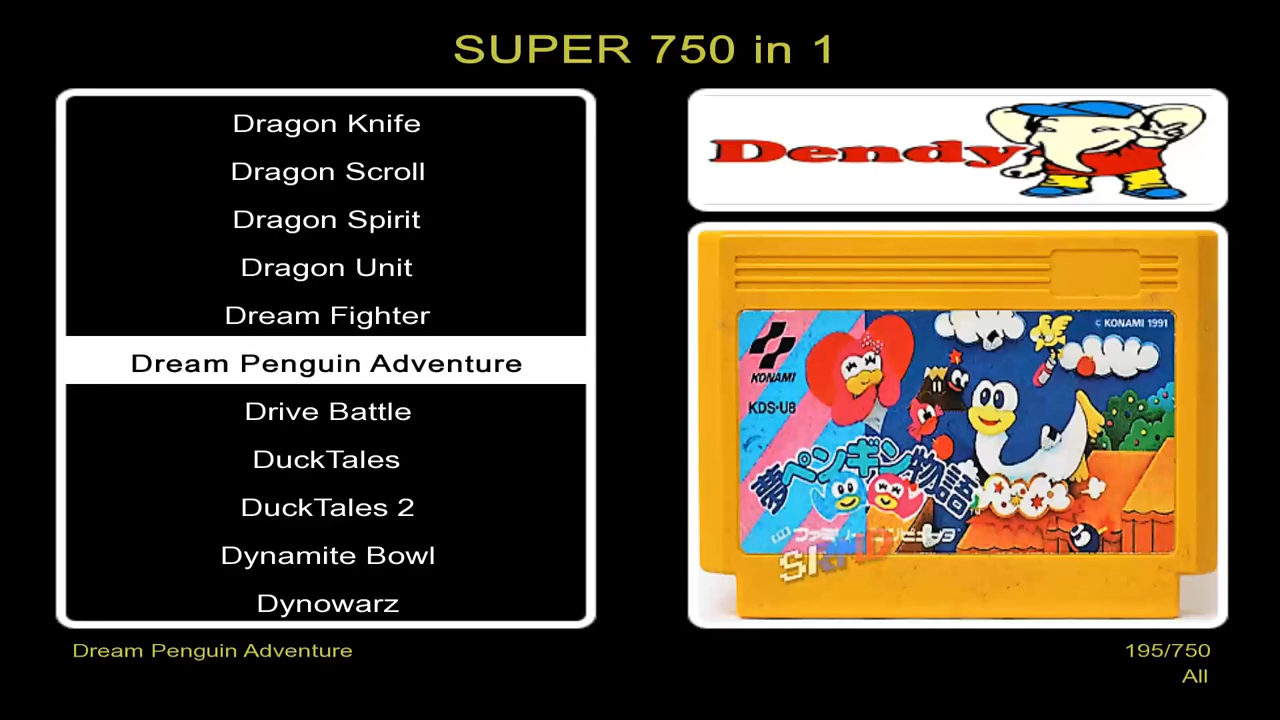 SUPER 750 in 1
Dragon Knife
Dragon Scroll
Dragon Spirit
Dragon Unit
Dream Fighter
Dream Penguin Adventure
Drive Battle
DuckTales
DuckTales 2
Dynamite Bowl
Dynowarz
Dendy
© KONAMI 1991
KONAMI
KDS-U8
夢ペンギン物語
Dream Penguin Adventure
195/750
All